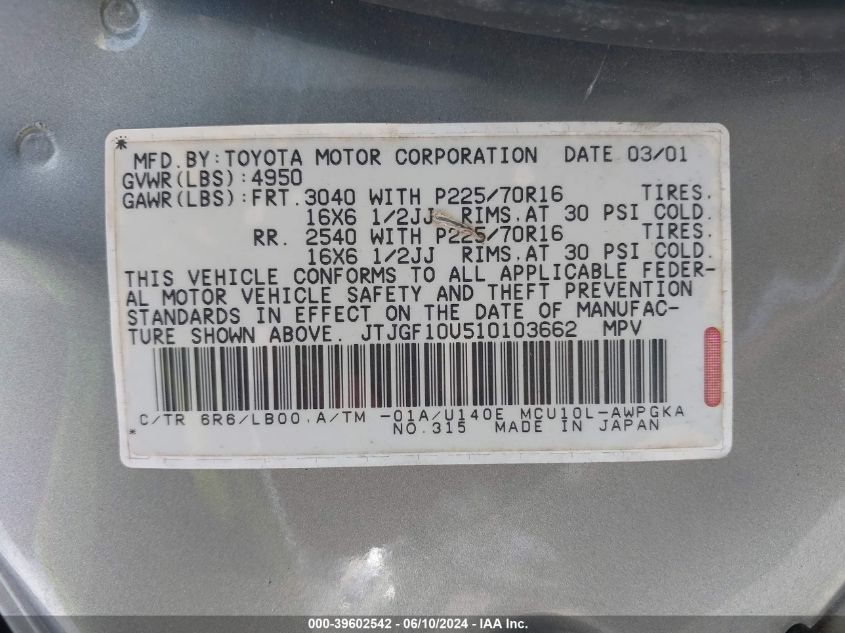 * MFD.BY:TOYOTA MOTOR CORPORATION DATE 03/01
GVWR(LBS):4950
GAWR(LBS):FRT.3040 WITH P225/70R16 TIRES.
16X6 1/2JJ RIMS.AT 30 PSI COLD.
RR. 2540 WITH P225/70R16 TIRES.
16X6 1/2JJ RIMS.AT 30 PSI COLD.
THIS VEHICLE CONFORMS TO ALL APPLICABLE FEDER-
AL MOTOR VEHICLE SAFETY AND THEFT PREVENTION
STANDARDS IN EFFECT ON THE DATE OF MANUFAC-
TURE SHOWN ABOVE. JTJGF10U510103662 MPV
C/TR 6R6/LB00 A/TM -01A/U140E MCU10L-AWPGKA
* NO.315 MADE IN JAPAN
000-39602542 - 06/10/2024 - IAAI.com